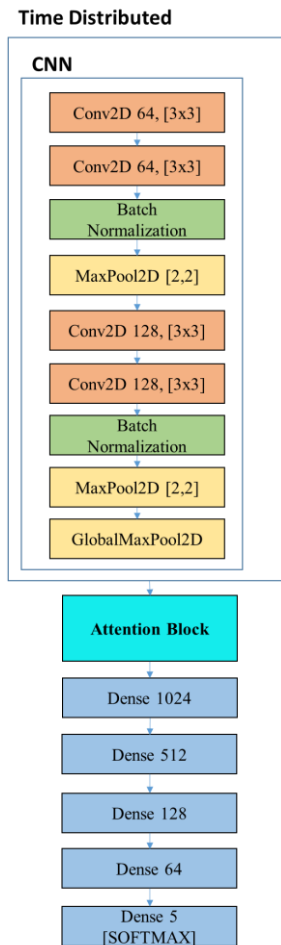 Time Distributed
CNN
Conv2D 64, [3x3]
Conv2D 64, [3x3]
Batch
Normalization
MaxPool2D [2,2]
Conv2D 128, [3x3]
Conv2D 128, [3x3]
Batch
Normalization
MaxPool2D [2,2]
GlobalMaxPool2D
Attention Block
Dense 1024
Dense 512
Dense 128
Dense 64
Dense 5
[SOFTMAX]